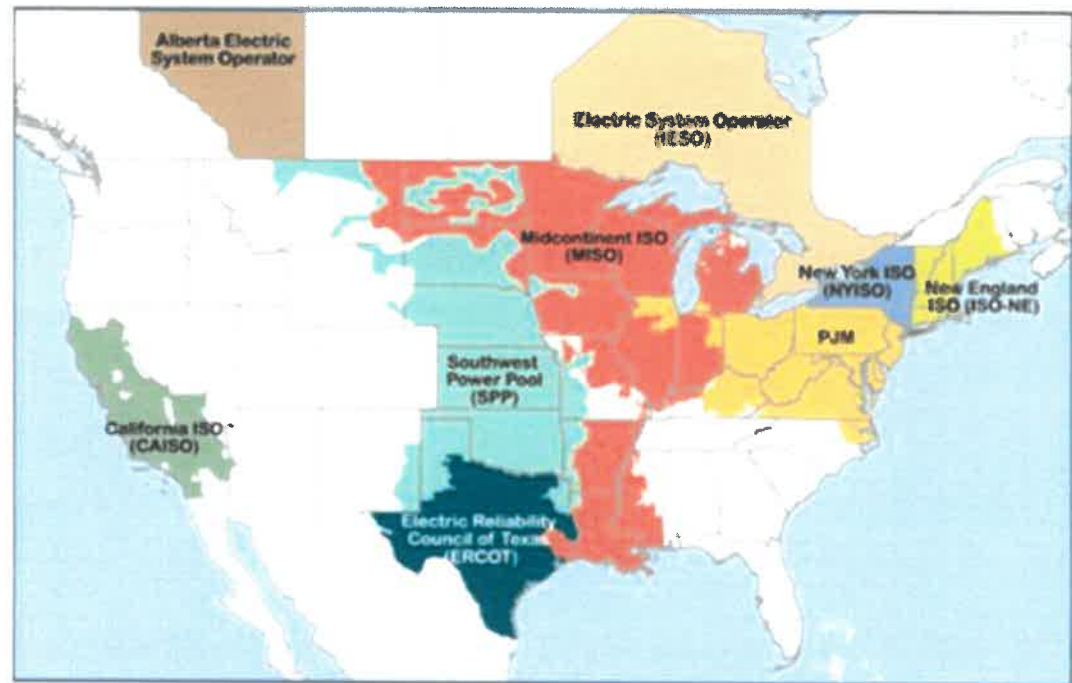 Alberta Electric
System Operator
Electric System Operator
(IESO)
Midcontinent ISO
(MISO)
New York ISO
(NYISO)
New England
ISO (ISO-NE)
PJM
Southwest
Power Pool
(SPP)
California ISO
(CAISO)
Electric Reliability
Council of Texas
(ERCOT)